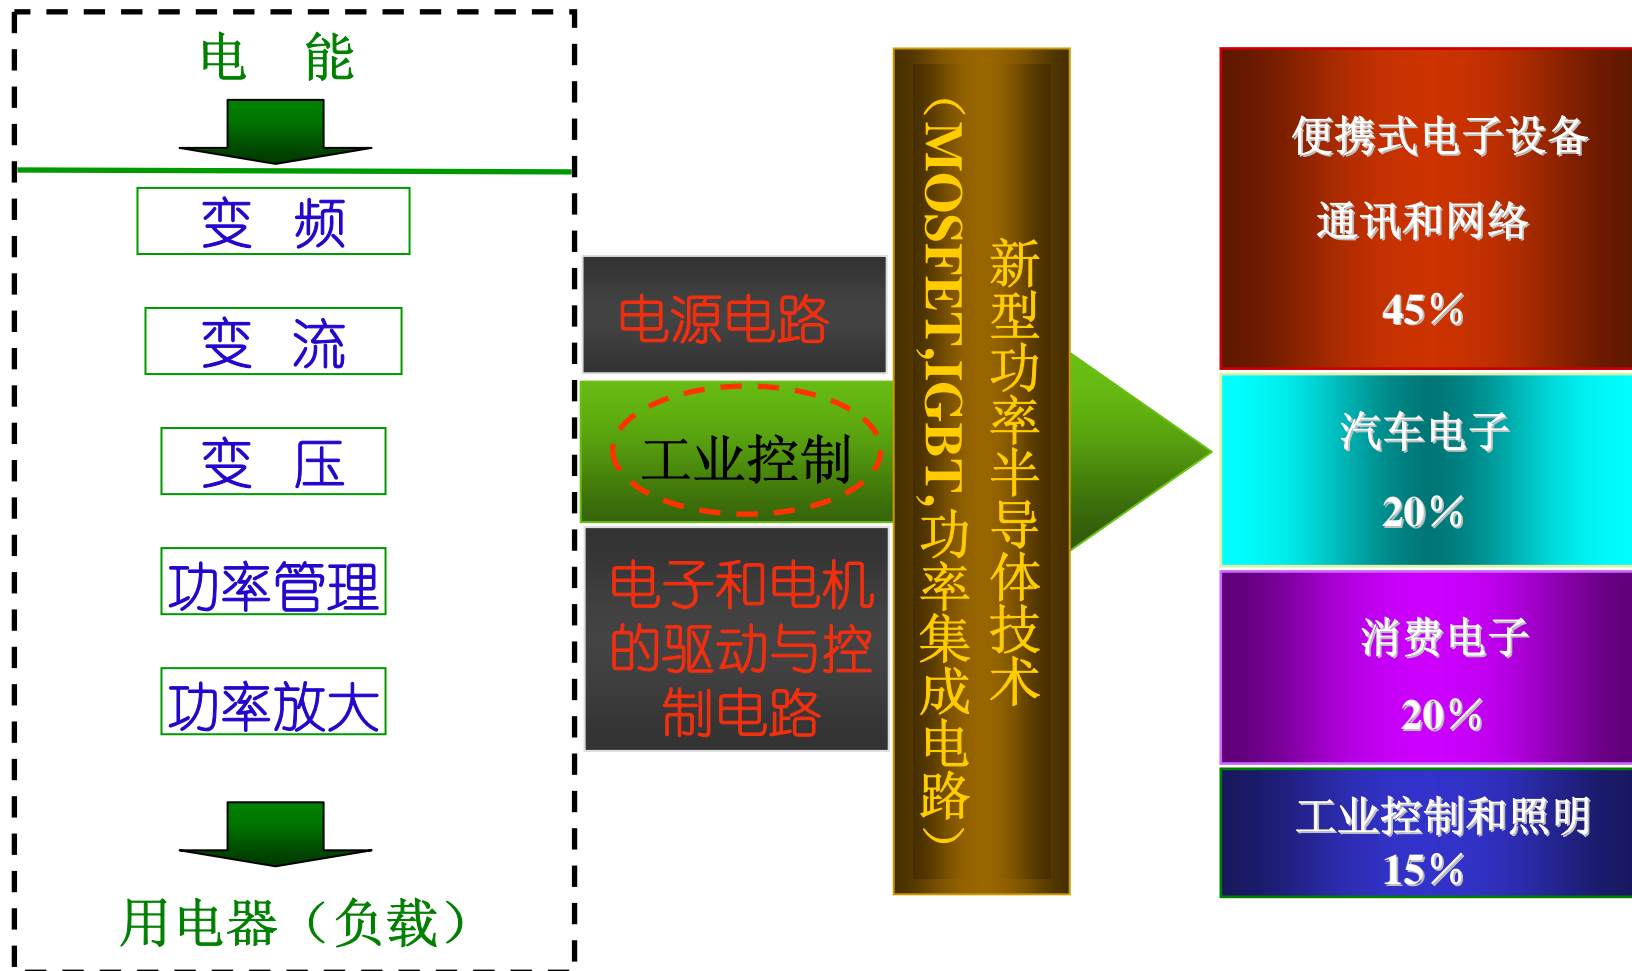 电 能
变 频
变 流
变 压
功率管理
功率放大
用电器（负载）
电源电路
工业控制
电子和电机
的驱动与控
制电路
新型功率半导体技术
（MOSFET,IGBT,功率集成电路）
便携式电子设备
通讯和网络
45%
汽车电子
20%
消费电子
20%
工业控制和照明
15%